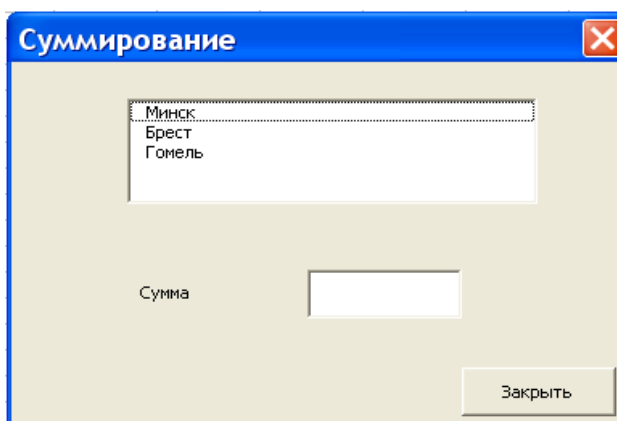 Суммирование
Минск
Брест
Гомель
Сумма
Закрыть